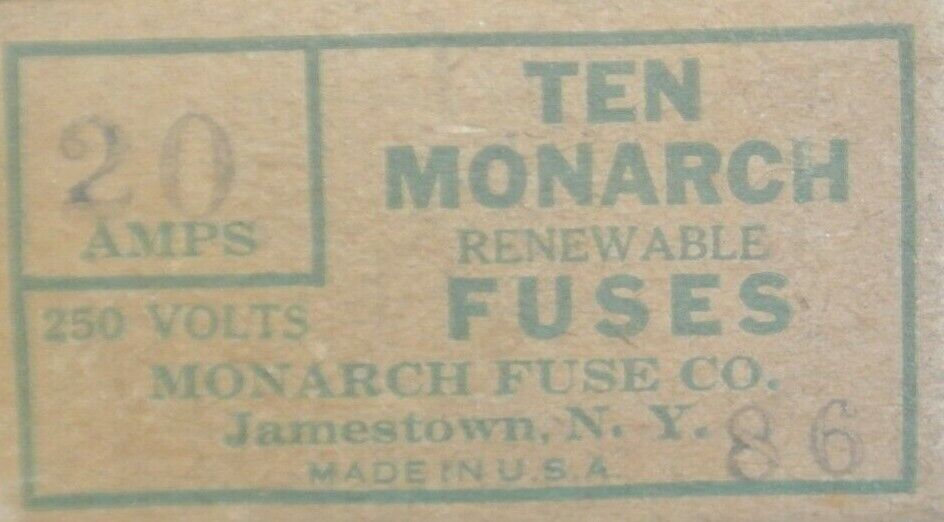 20
AMPS
250 VOLTS
TEN
MONARCH
RENEWABLE
FUSES
MONARCH FUSE CO.
Jamestown, N. Y.
86
MADE IN U.S.A.